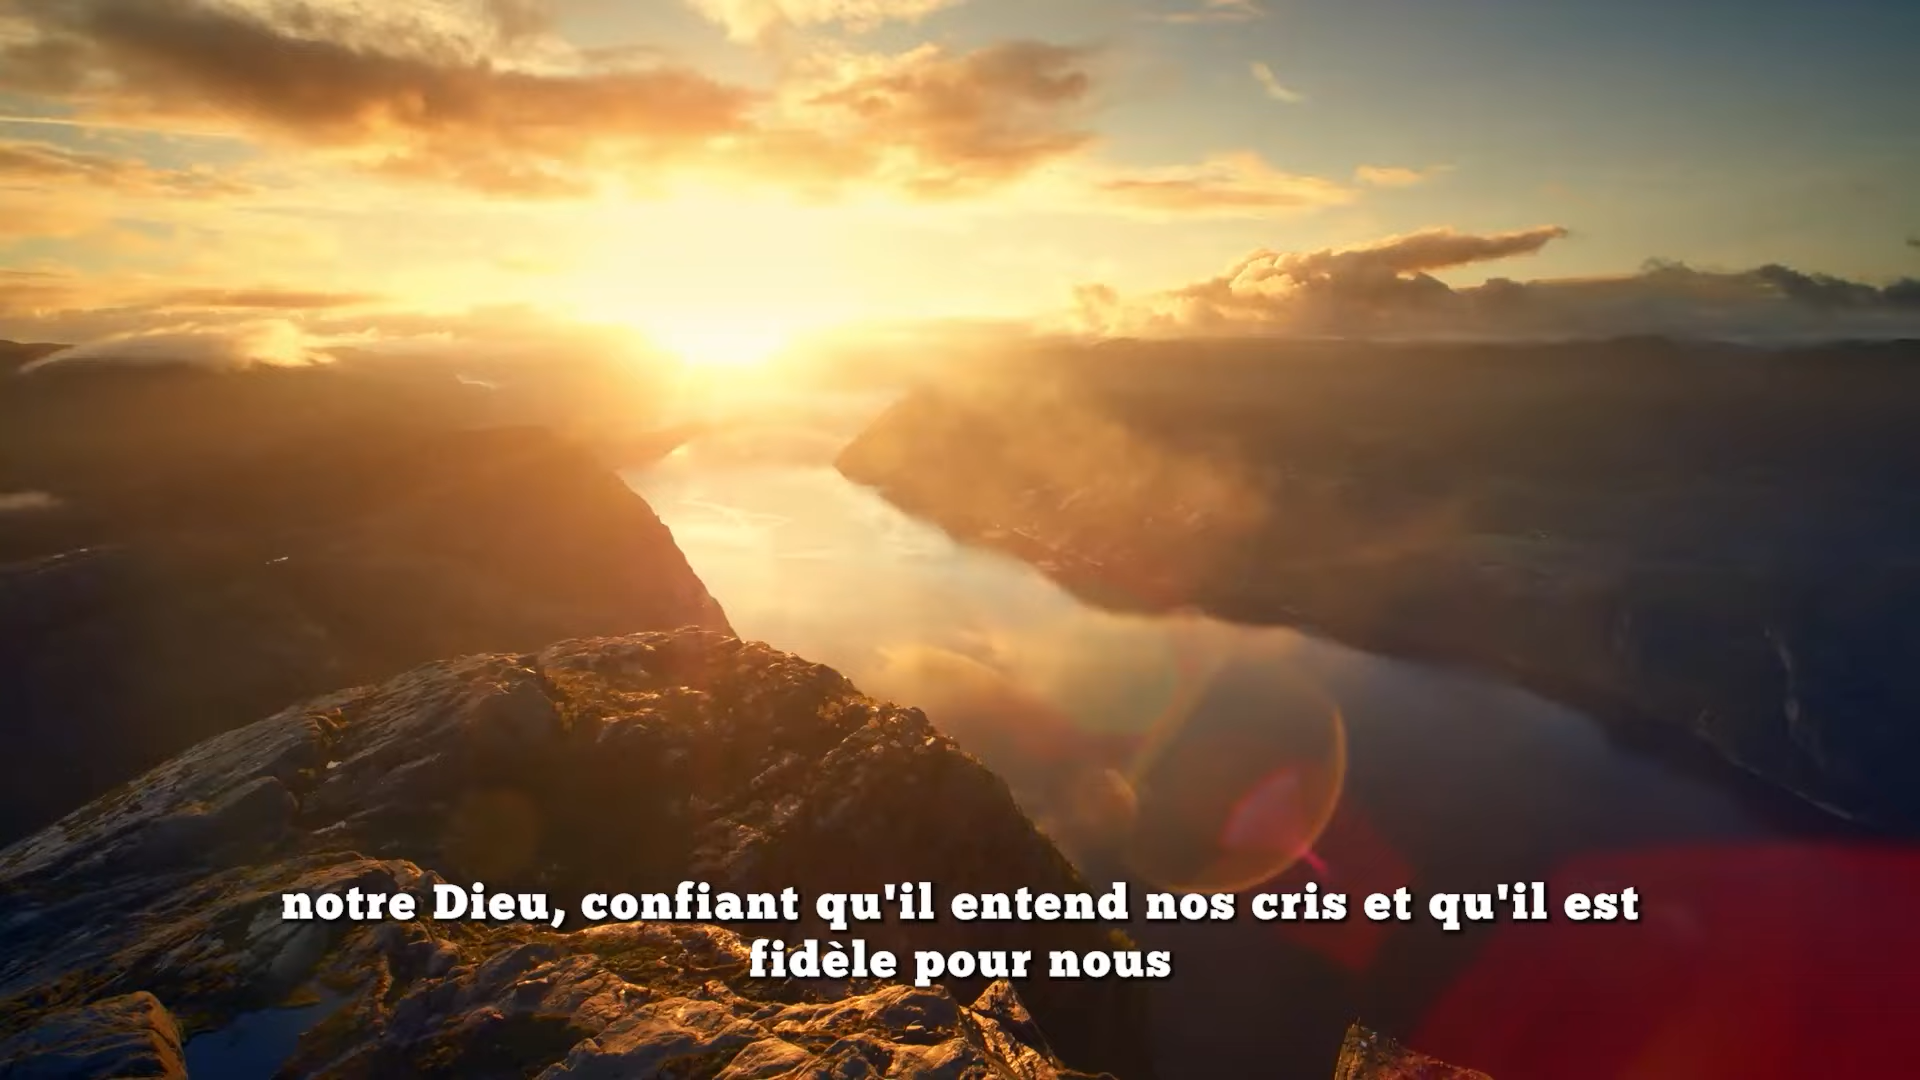 notre Dieu, confiant qu'il entend nos cris et qu'il est
fidèle pour nous